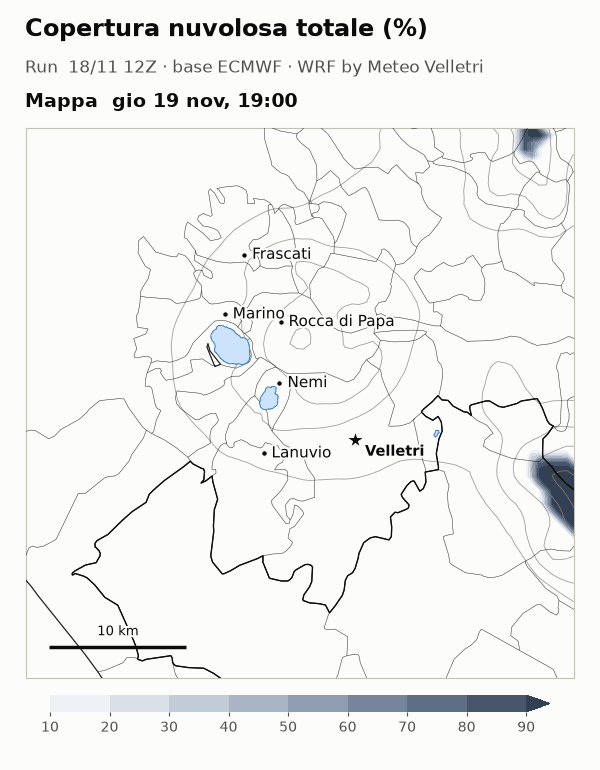 Copertura nuvolosa totale (%)
Run  18/11 12Z · base ECMWF · WRF by Meteo Velletri
Mappa  gio 19 nov, 19:00
Frascati
Marino
Rocca di Papa
Nemi
Velletri
Lanuvio
10 km
10 20 30 40 50 60 70 80 90